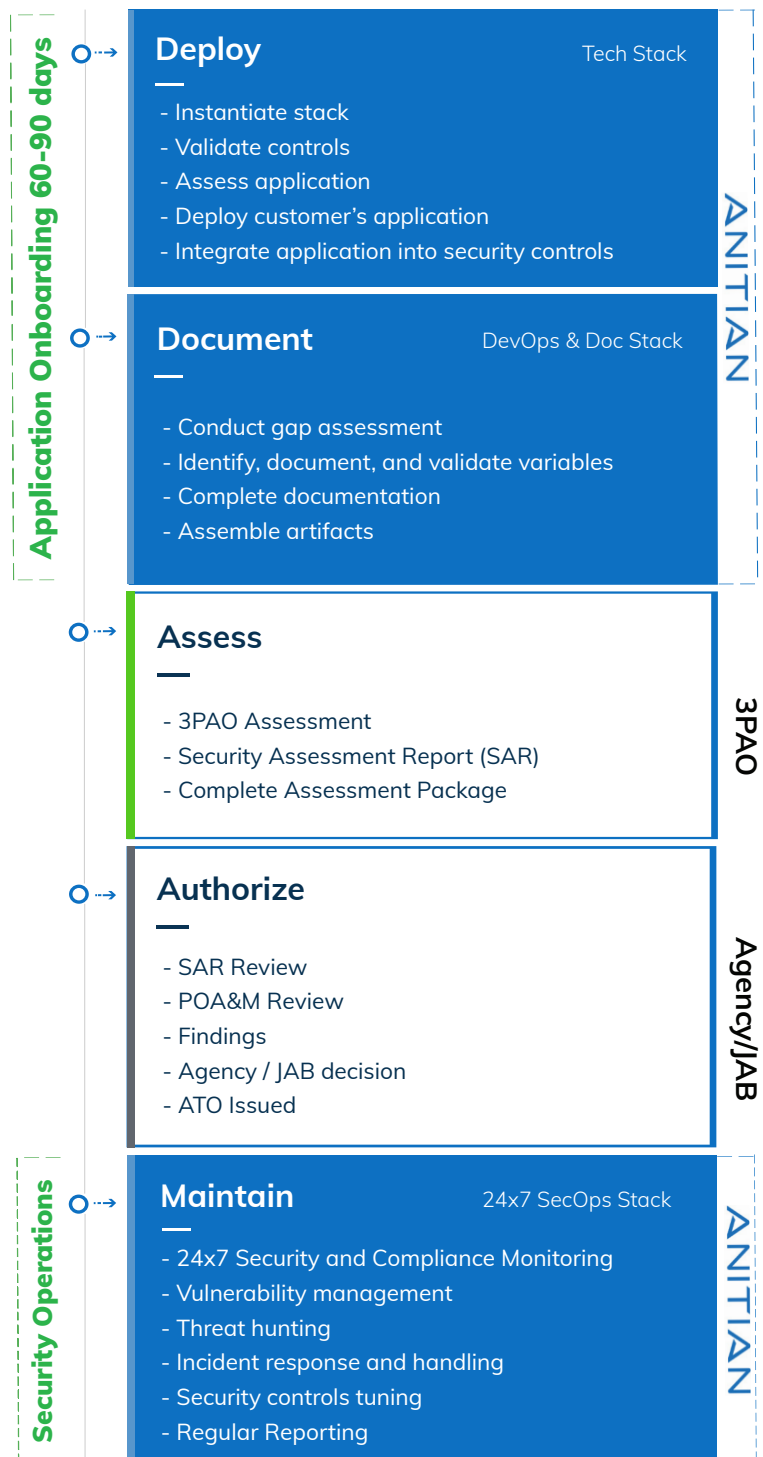 Application Onboarding 60-90 days
Deploy
Tech Stack
- Instantiate stack
- Validate controls
- Assess application
- Deploy customer’s application
- Integrate application into security controls
ANITIAN
Document
DevOps & Doc Stack
- Conduct gap assessment
- Identify, document, and validate variables
- Complete documentation
- Assemble artifacts
Assess
- 3PAO Assessment
- Security Assessment Report (SAR)
- Complete Assessment Package
3PAO
Authorize
- SAR Review
- POA&M Review
- Findings
- Agency / JAB decision
- ATO Issued
Agency/JAB
Security Operations
Maintain
24x7 SecOps Stack
- 24x7 Security and Compliance Monitoring
- Vulnerability management
- Threat hunting
- Incident response and handling
- Security controls tuning
- Regular Reporting
ANITIAN